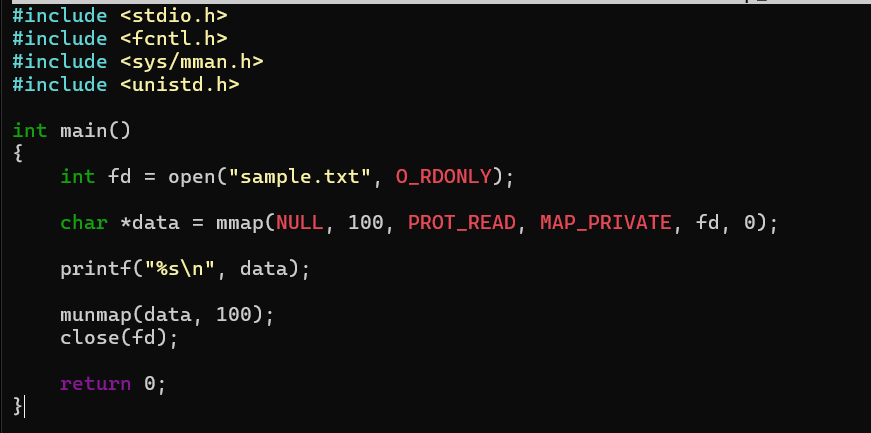 #include <stdio.h>
#include <fcntl.h>
#include <sys/mman.h>
#include <unistd.h>

int main()
{
    int fd = open("sample.txt", O_RDONLY);

    char *data = mmap(NULL, 100, PROT_READ, MAP_PRIVATE, fd, 0);

    printf("%s\n", data);

    munmap(data, 100);
    close(fd);

    return 0;
}